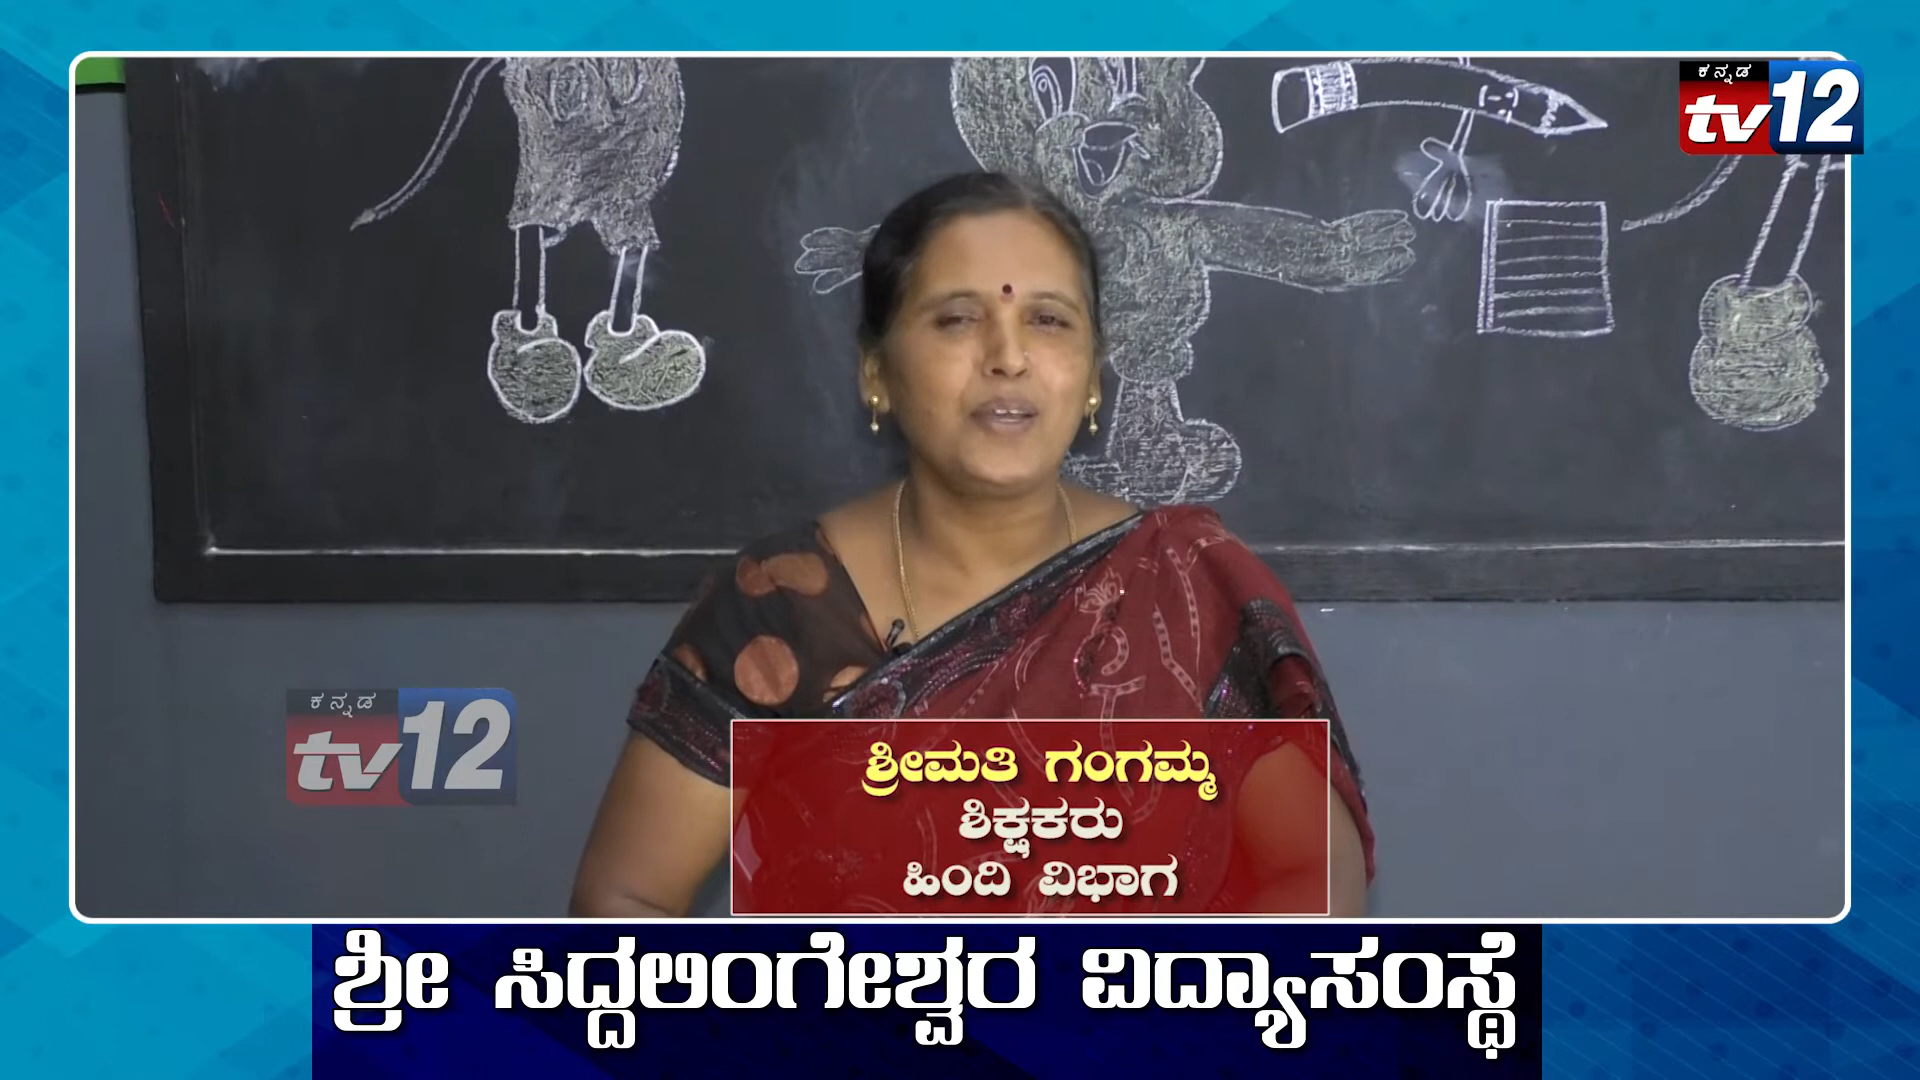 ಕನ್ನಡ
tv12
ಕನ್ನಡ
tv12
ಶ್ರೀಮತಿ ಗಂಗಮ್ಮ
ಶಿಕ್ಷಕರು
ಹಿಂದಿ ವಿಭಾಗ
ಶ್ರೀ ಸಿದ್ದಲಿಂಗೇಶ್ವರ ವಿದ್ಯಾಸಂಸ್ಥೆ